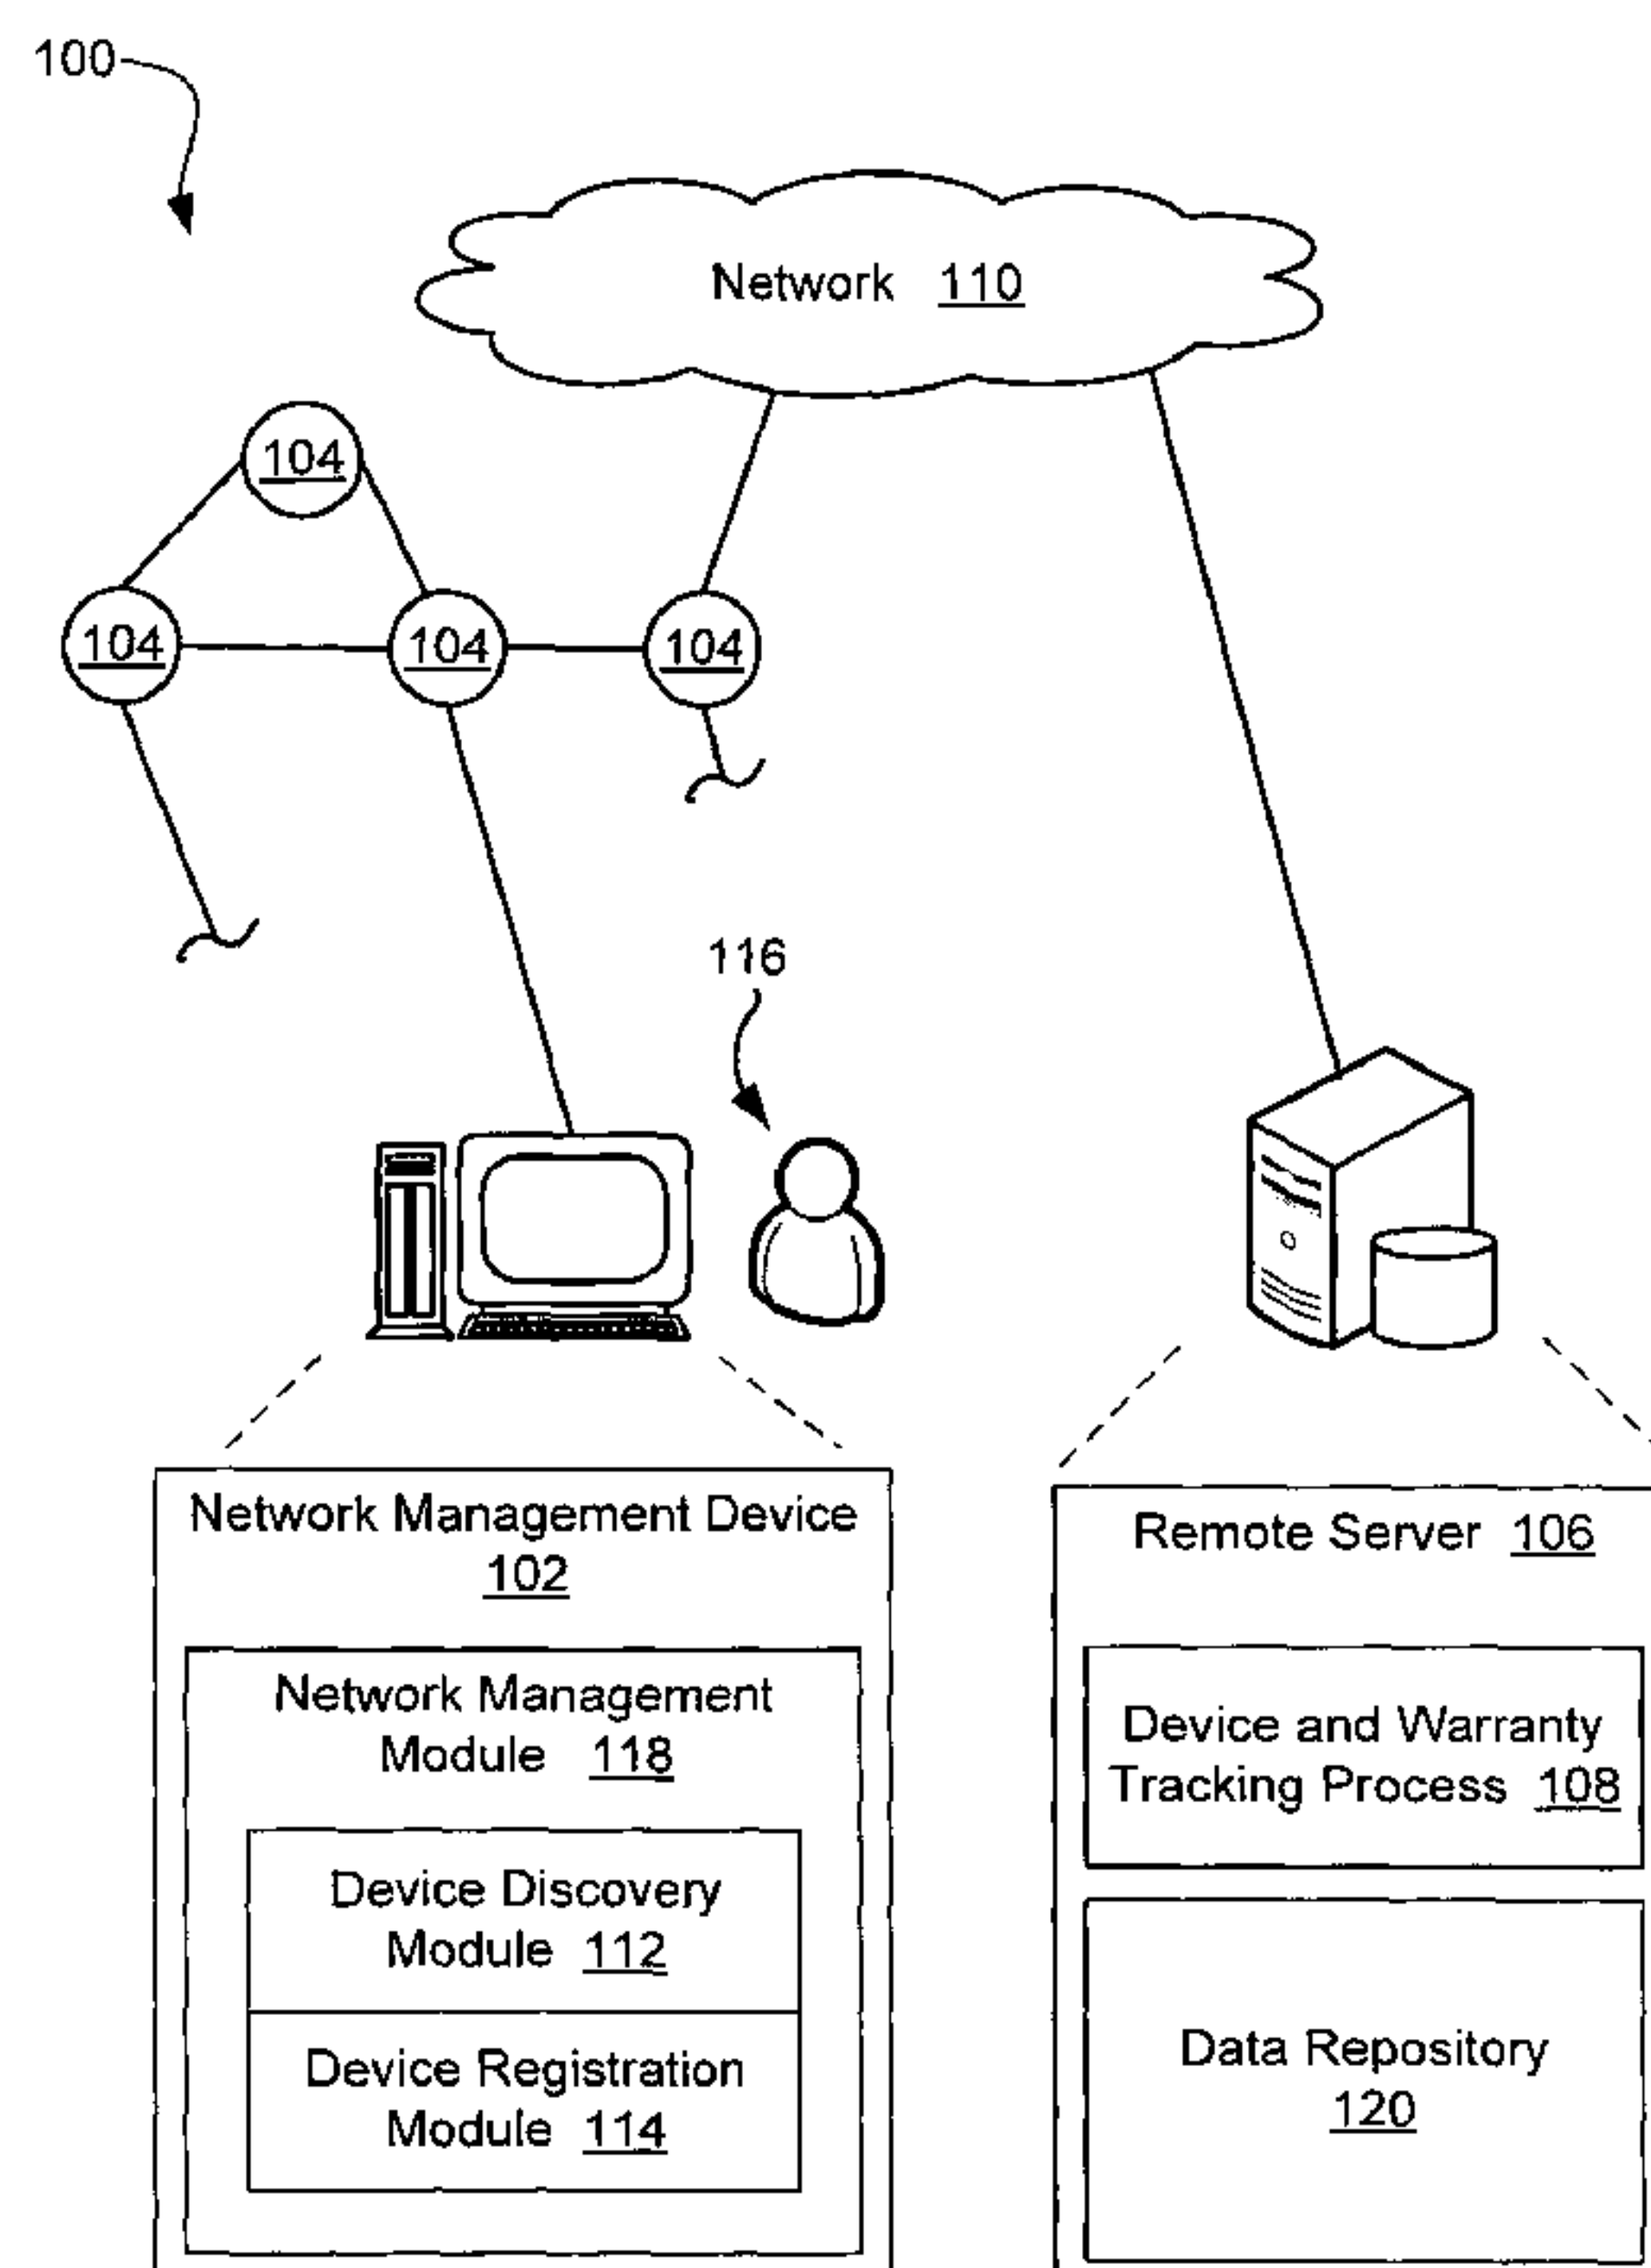 100
Network 110
104
104 104 104
116
Network Management Device
102
Network Management
Module 118
Device Discovery
Module 112
Device Registration
Module 114
Remote Server 106
Device and Warranty
Tracking Process 108
Data Repository
120